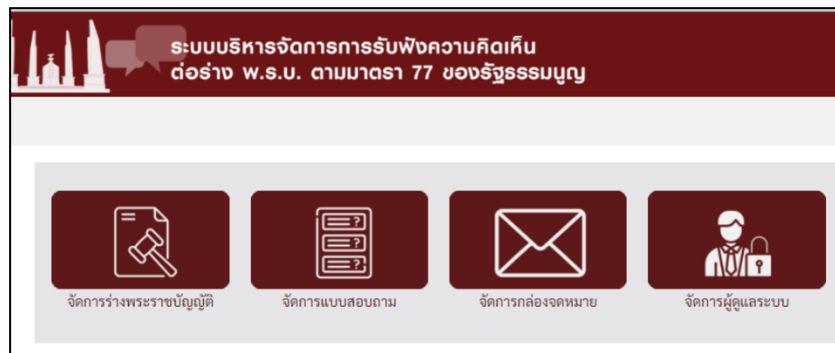 ระบบบริหารจัดการการรับฟังความคิดเห็น
ต่อร่าง พ.ร.บ. ตามมาตรา 77 ของรัฐธรรมนูญ
จัดการร่างพระราชบัญญัติ
จัดการแบบสอบถาม
จัดการกล่องจดหมาย
จัดการผู้ดูแลระบบ